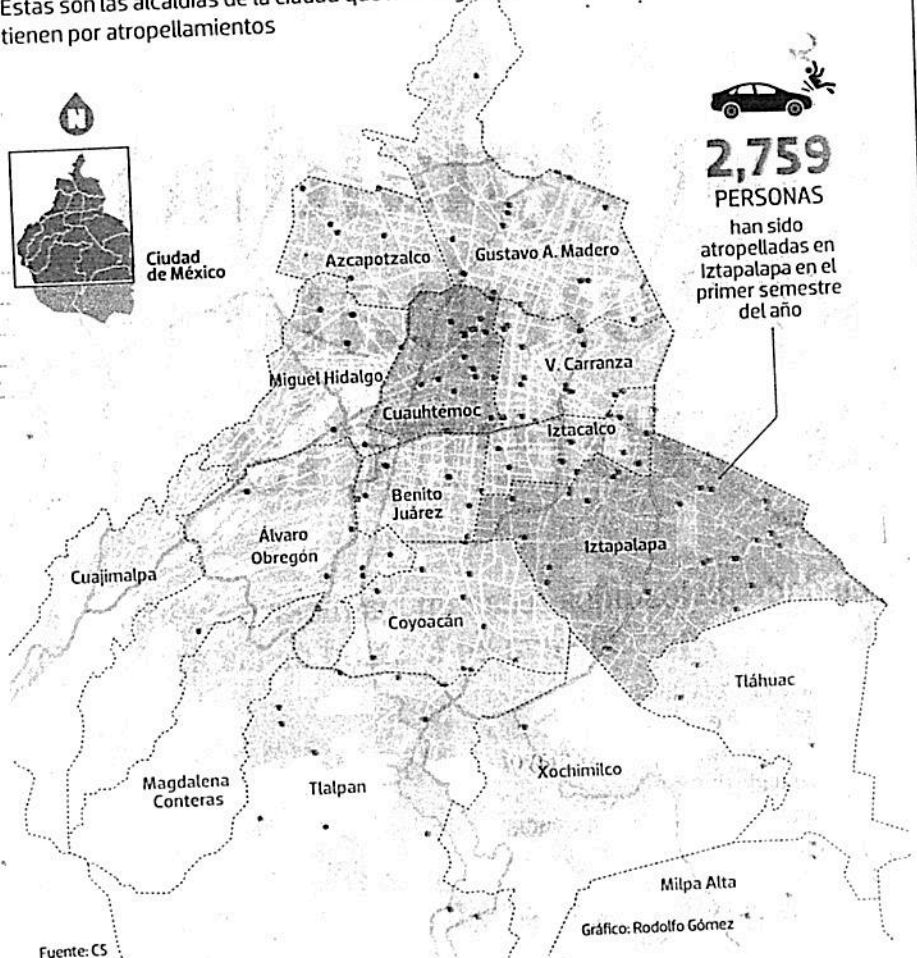 Estas son las alcaldías de la ciudad que
tienen por atropellamientos
N
Ciudad
de México
2,759
PERSONAS
han sido
atropelladas en
Iztapalapa en el
primer semestre
del año
Azcapotzalco
Gustavo A. Madero
Miguel Hidalgo
Cuauhtémoc
V. Carranza
Iztacalco
Benito
Juárez
Álvaro
Obregón
Cuajimalpa
Iztapalapa
Coyoacán
Tláhuac
Magdalena
Conteras
Tlalpan
Xochimilco
Milpa Alta
Gráfico: Rodolfo Gómez
Fuente: C5